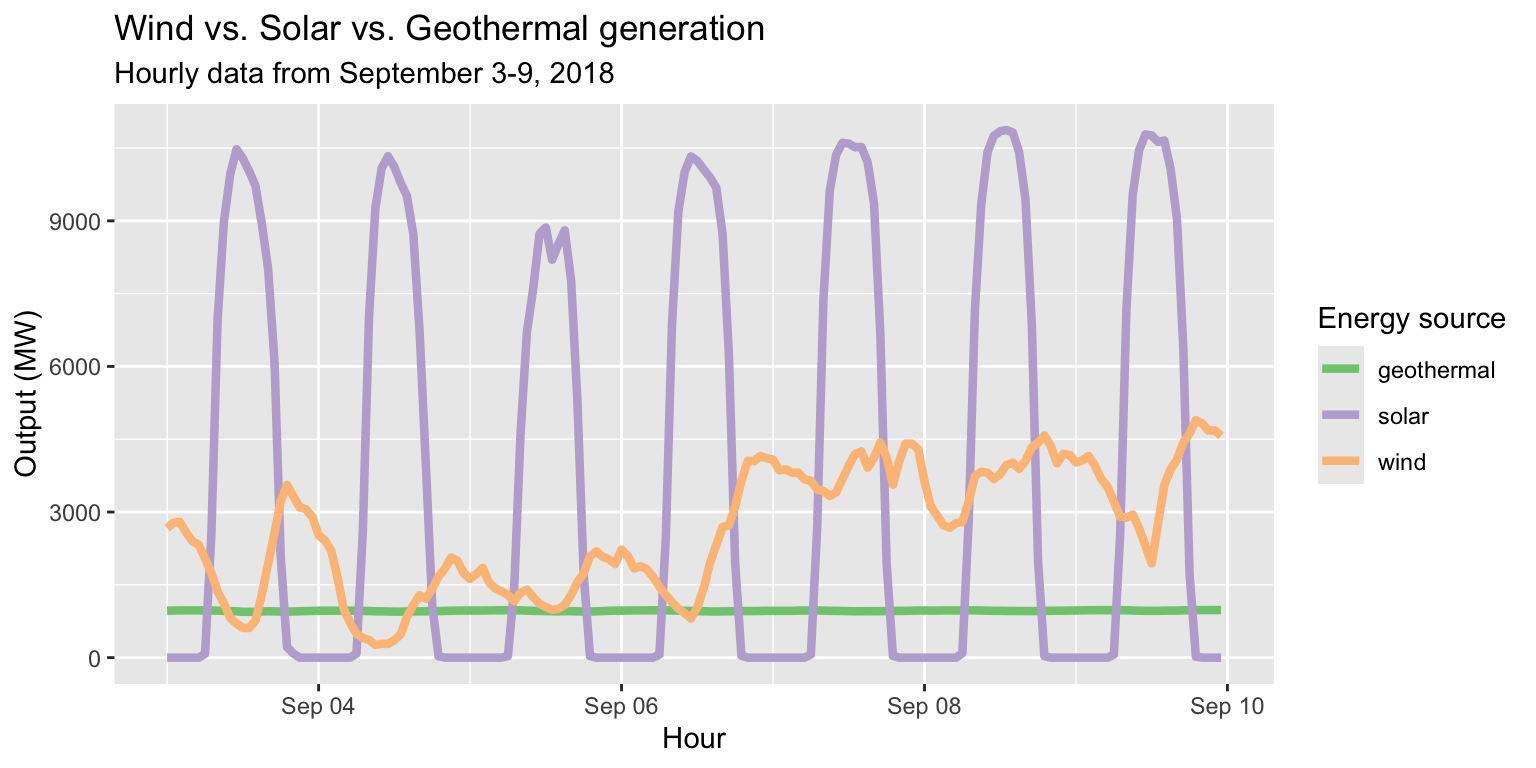 Wind vs. Solar vs. Geothermal generation
Hourly data from September 3-9, 2018
Output (MW)
9000
6000
3000
0
Sep 04
Sep 06
Sep 08
Sep 10
Hour
Energy source
geothermal
solar
wind